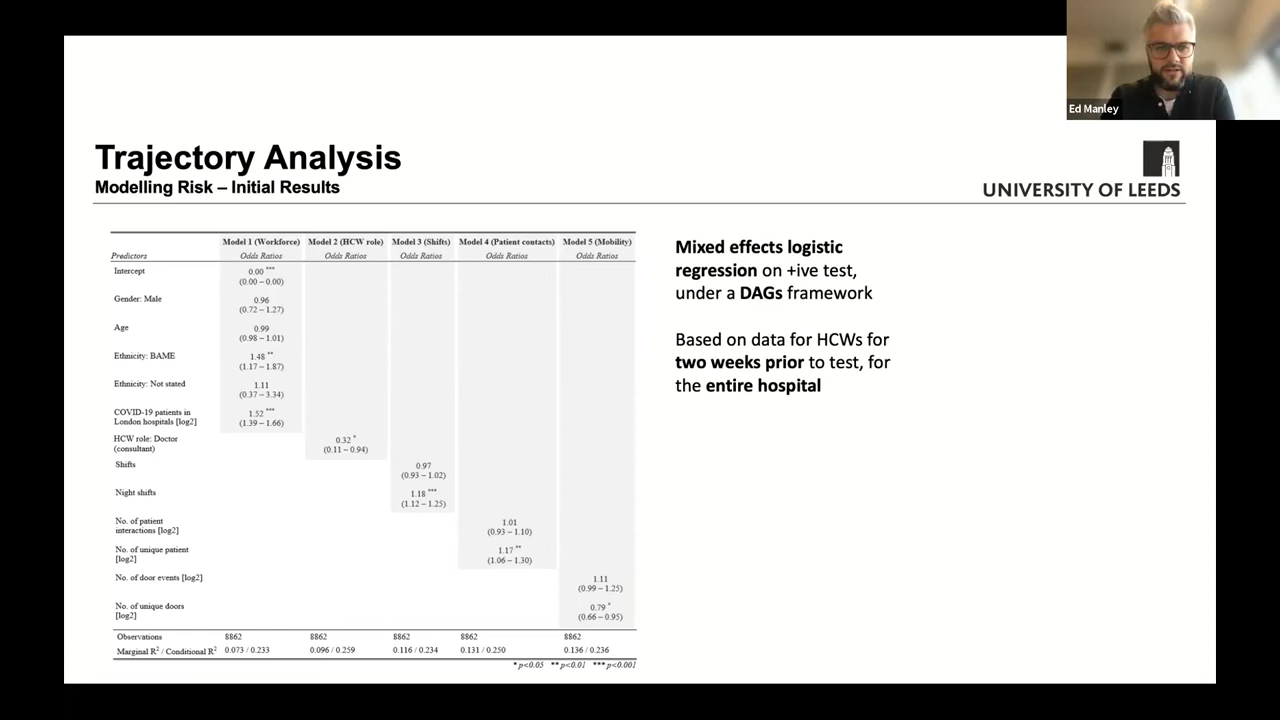 Ed Manley
Trajectory Analysis
Modelling Risk – Initial Results
UNIVERSITY OF LEEDS
Model 1 (Workforce) Model 2 (HCW role) Model 3 (Shifts) Model 4 (Patient contacts) Model 5 (Mobility)
Predictors Odds Ratios Odds Ratios Odds Ratios Odds Ratios Odds Ratios
Intercept 0.00 ***
(0.00 – 0.00)
Gender: Male 0.96
(0.72 – 1.27)
Age 0.99
(0.98 – 1.01)
Ethnicity: BAME 1.48 **
(1.17 – 1.87)
Ethnicity: Not stated 1.11
(0.37 – 3.34)
COVID-19 patients in 1.52 ***
London hospitals [log2] (1.39 – 1.66)
HCW role: Doctor 0.32 *
(consultant) (0.11 – 0.94)
Shifts 0.97
(0.93 – 1.02)
Night shifts 1.18 ***
(1.12 – 1.25)
No. of patient 1.01
interactions [log2] (0.93 – 1.10)
No. of unique patient 1.17 **
[log2] (1.06 – 1.30)
No. of door events [log2] 1.11
(0.99 – 1.25)
No. of unique doors 0.79 *
[log2] (0.66 – 0.95)
Observations 8862 8862 8862 8862 8862
Marginal R² / Conditional R² 0.073 / 0.233 0.096 / 0.259 0.116 / 0.234 0.131 / 0.250 0.136 / 0.236
* p<0.05 ** p<0.01 *** p<0.001
Mixed effects logistic
regression on +ive test,
under a DAGs framework
Based on data for HCWs for
two weeks prior to test, for
the entire hospital